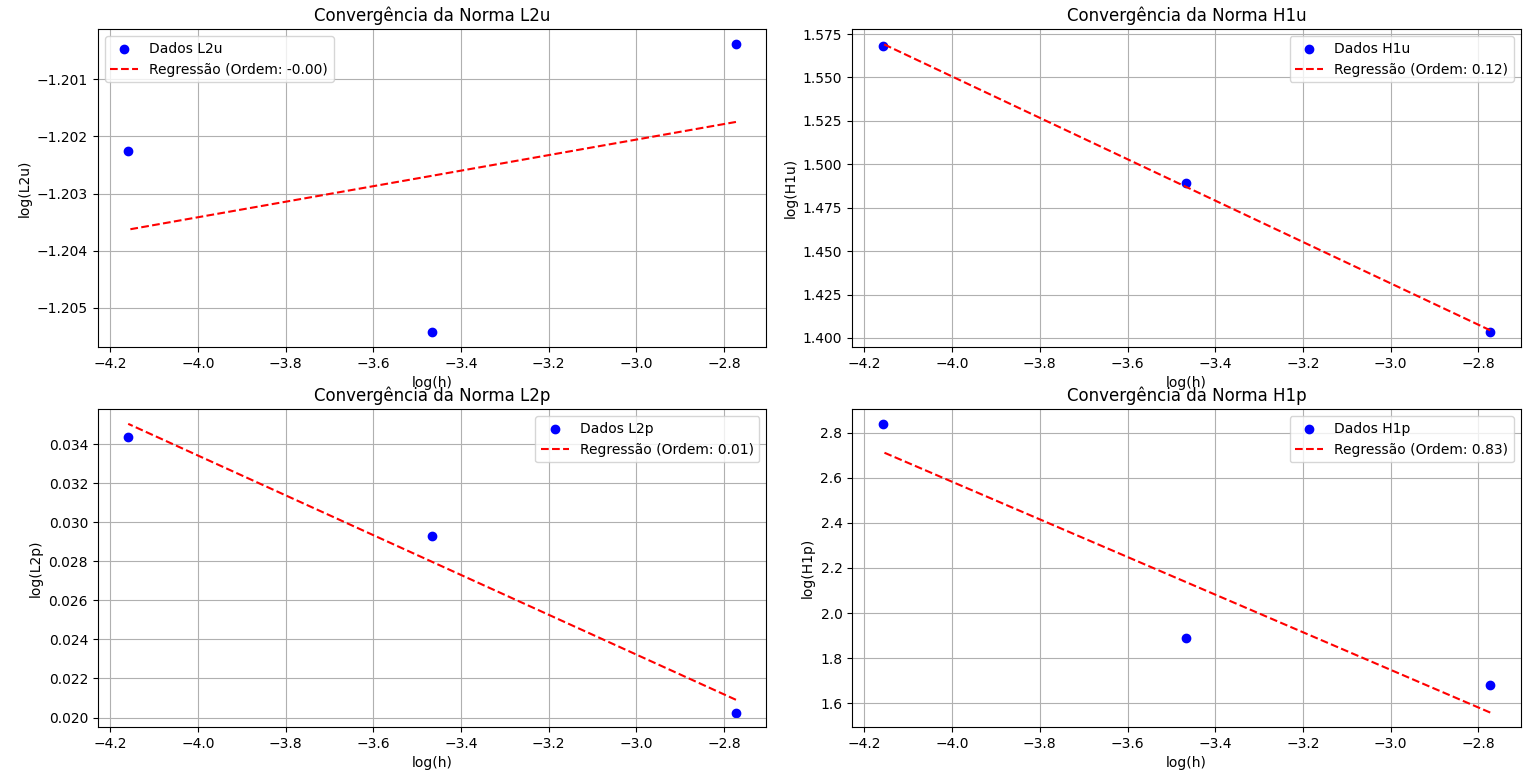 Convergência da Norma L2u
Dados L2u
Regressão (Ordem: -0.00)
log(L2u)
−1.201
−1.202
−1.203
−1.204
−1.205
−4.2 −4.0 −3.8 −3.6 −3.4 −3.2 −3.0 −2.8
log(h)
Convergência da Norma H1u
Dados H1u
Regressão (Ordem: 0.12)
log(H1u)
1.575
1.550
1.525
1.500
1.475
1.450
1.425
1.400
−4.2 −4.0 −3.8 −3.6 −3.4 −3.2 −3.0 −2.8
log(h)
Convergência da Norma L2p
Dados L2p
Regressão (Ordem: 0.01)
log(L2p)
0.034
0.032
0.030
0.028
0.026
0.024
0.022
0.020
−4.2 −4.0 −3.8 −3.6 −3.4 −3.2 −3.0 −2.8
log(h)
Convergência da Norma H1p
Dados H1p
Regressão (Ordem: 0.83)
log(H1p)
2.8
2.6
2.4
2.2
2.0
1.8
1.6
−4.2 −4.0 −3.8 −3.6 −3.4 −3.2 −3.0 −2.8
log(h)